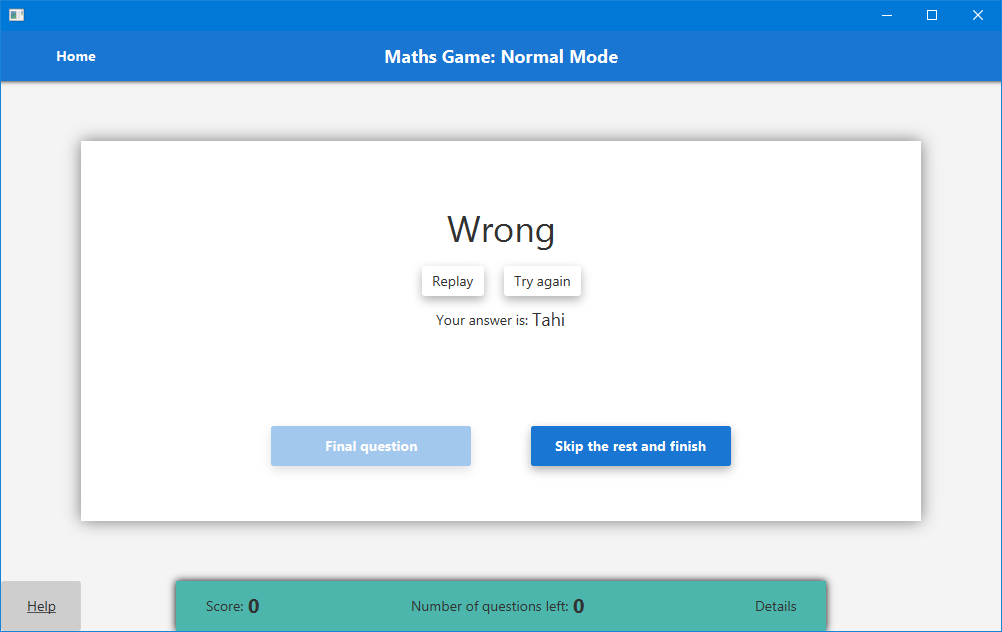 Home
Maths Game: Normal Mode
Wrong
Replay
Try again
Your answer is: Tahi
Final question
Skip the rest and finish
Help
Score: 0
Number of questions left: 0
Details